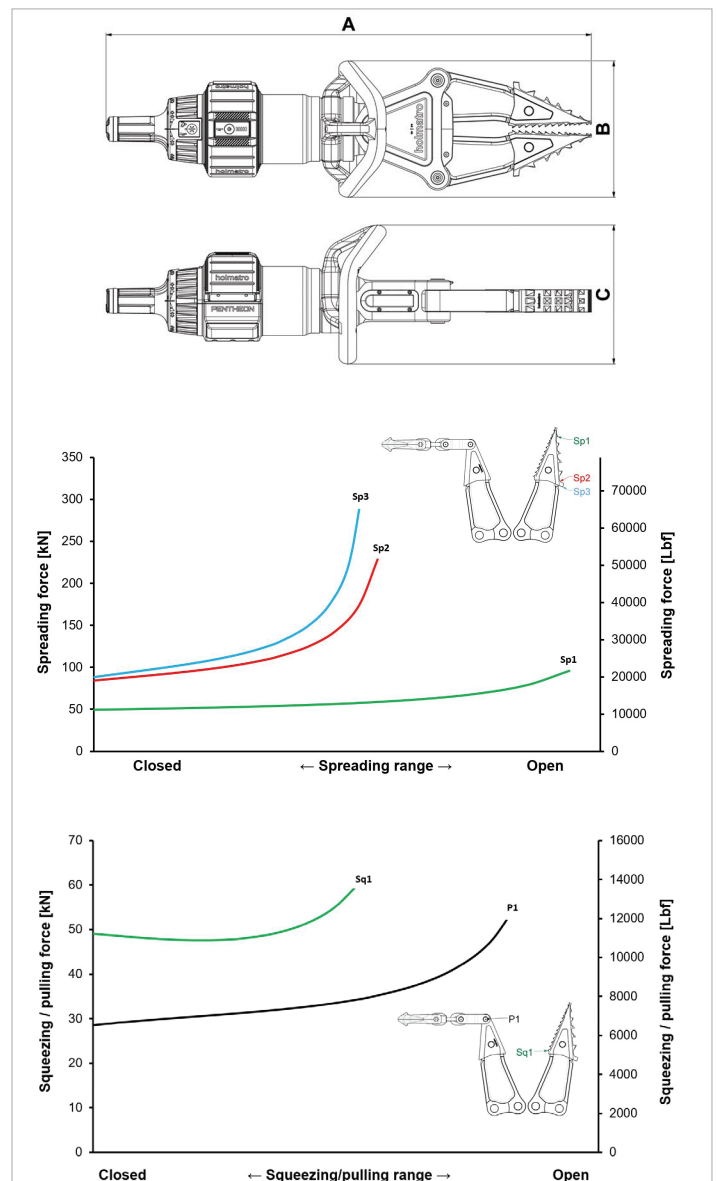 A
holmatro
holmatro
holmatro
B
holmatro
PENTHEON
C
Sp1
Sp2
Sp3
350
300
250
200
150
100
50
0
Spreading force [kN]
Sp3
Sp2
Sp1
70000
60000
50000
40000
30000
20000
10000
0
Spreading force [Lbf]
Closed ← Spreading range → Open
70
60
50
40
30
20
10
0
Squeezing / pulling force [kN]
Sq1
P1
P1
Sq1
16000
14000
12000
10000
8000
6000
4000
2000
0
Squeezing / pulling force [Lbf]
Closed ← Squeezing/pulling range → Open